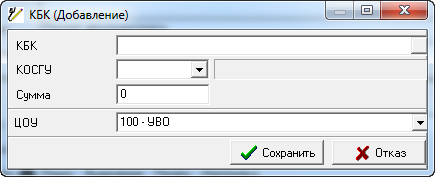 КБК (Добавление)
КБК
КОСГУ
Сумма 0
ЦОУ 100 - УВО
Сохранить Отказ